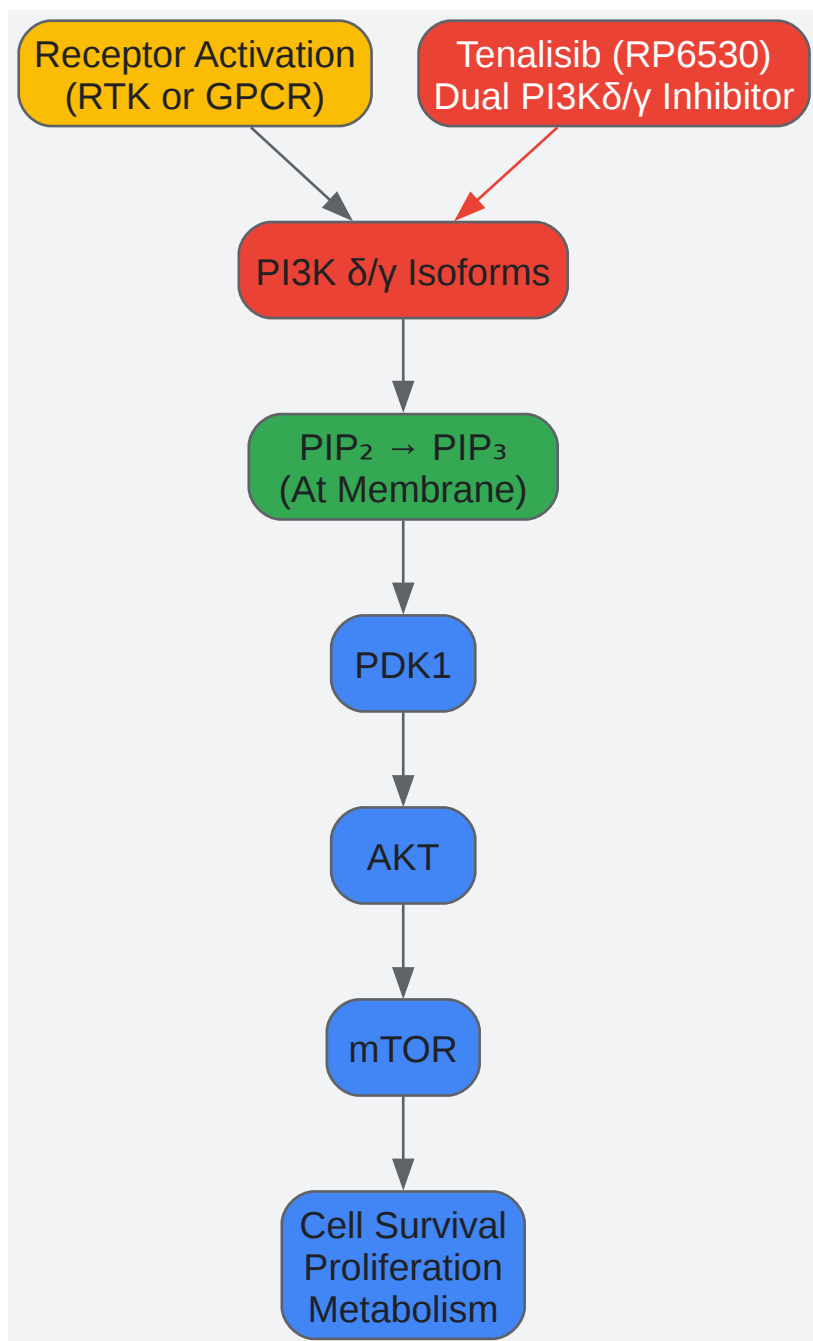 Receptor Activation
(RTK or GPCR)
Tenalisib (RP6530)
Dual PI3Kδ/γ Inhibitor
PI3K δ/γ Isoforms
PIP₂ → PIP₃
(At Membrane)
PDK1
AKT
mTOR
Cell Survival
Proliferation
Metabolism